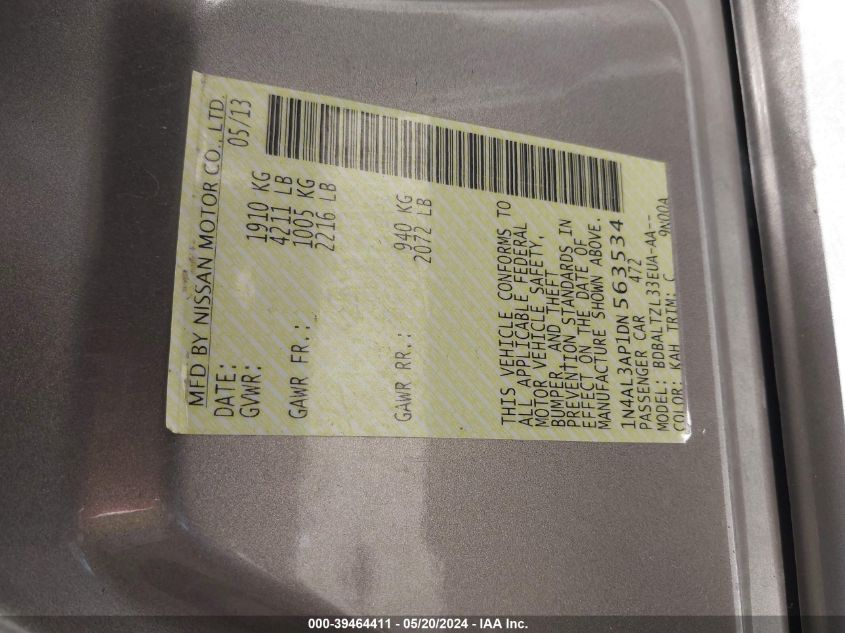 MFD BY NISSAN MOTOR CO., LTD.
DATE: 05/13
GVWR: 1910 KG
4211 LB
GAWR FR.: 1005 KG
2216 LB
GAWR RR.: 940 KG
2072 LB
THIS VEHICLE CONFORMS TO
ALL APPLICABLE FEDERAL
MOTOR VEHICLE SAFETY,
BUMPER, AND THEFT
PREVENTION STANDARDS IN
EFFECT ON THE DATE OF
MANUFACTURE SHOWN ABOVE.
1N4AL3AP1DN563534
PASSENGER CAR 472
MODEL: BDBALTZL33EUA-AA--
COLOR: KAH TRIM: C 9N00A
000-39464411 - 05/20/2024 - IAA Inc.